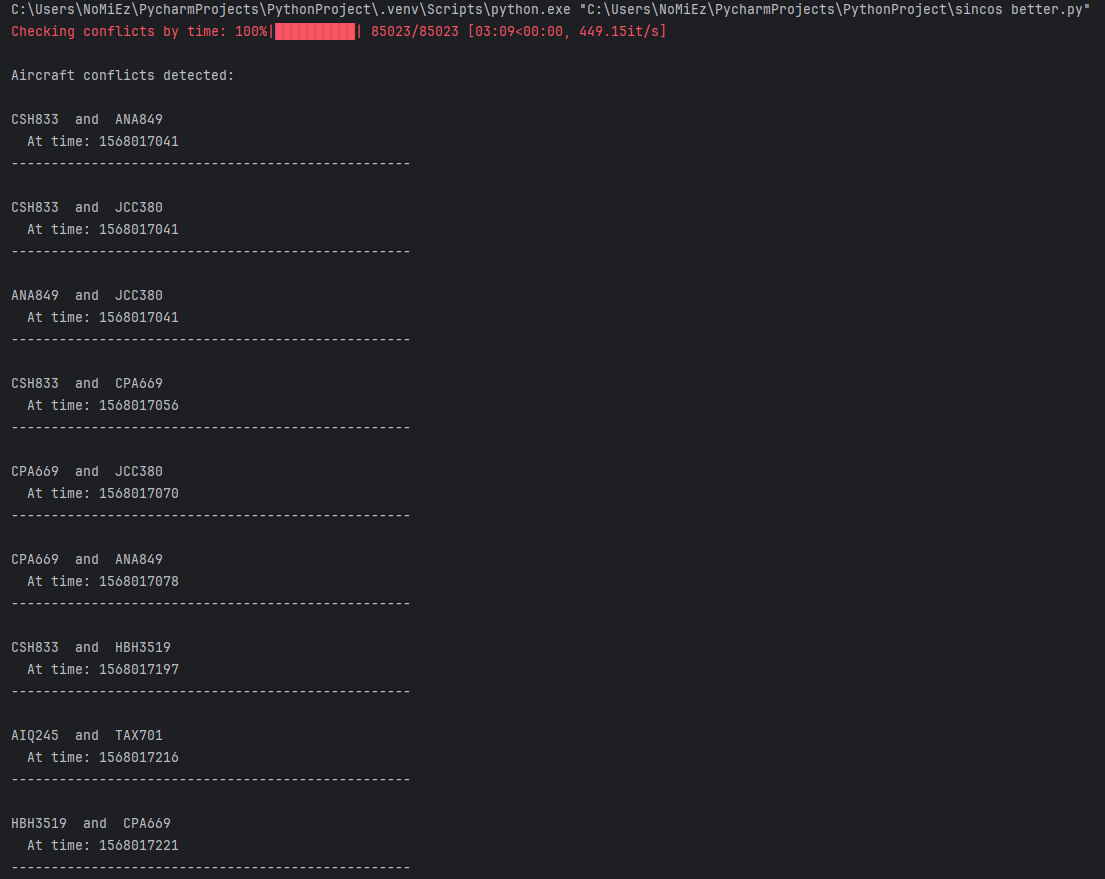 C:\Users\NoMiEz\PycharmProjects\PythonProject\.venv\Scripts\python.exe "C:\Users\NoMiEz\PycharmProjects\PythonProject\sincos better.py"
Checking conflicts by time: 100%|██████████| 85023/85023 [03:09<00:00, 449.15it/s]
Aircraft conflicts detected:
CSH833  and  ANA849
  At time: 1568017041
--------------------------------------------------
CSH833  and  JCC380
  At time: 1568017041
--------------------------------------------------
ANA849  and  JCC380
  At time: 1568017041
--------------------------------------------------
CSH833  and  CPA669
  At time: 1568017056
--------------------------------------------------
CPA669  and  JCC380
  At time: 1568017070
--------------------------------------------------
CPA669  and  ANA849
  At time: 1568017078
--------------------------------------------------
CSH833  and  HBH3519
  At time: 1568017197
--------------------------------------------------
AIQ245  and  TAX701
  At time: 1568017216
--------------------------------------------------
HBH3519  and  CPA669
  At time: 1568017221
--------------------------------------------------